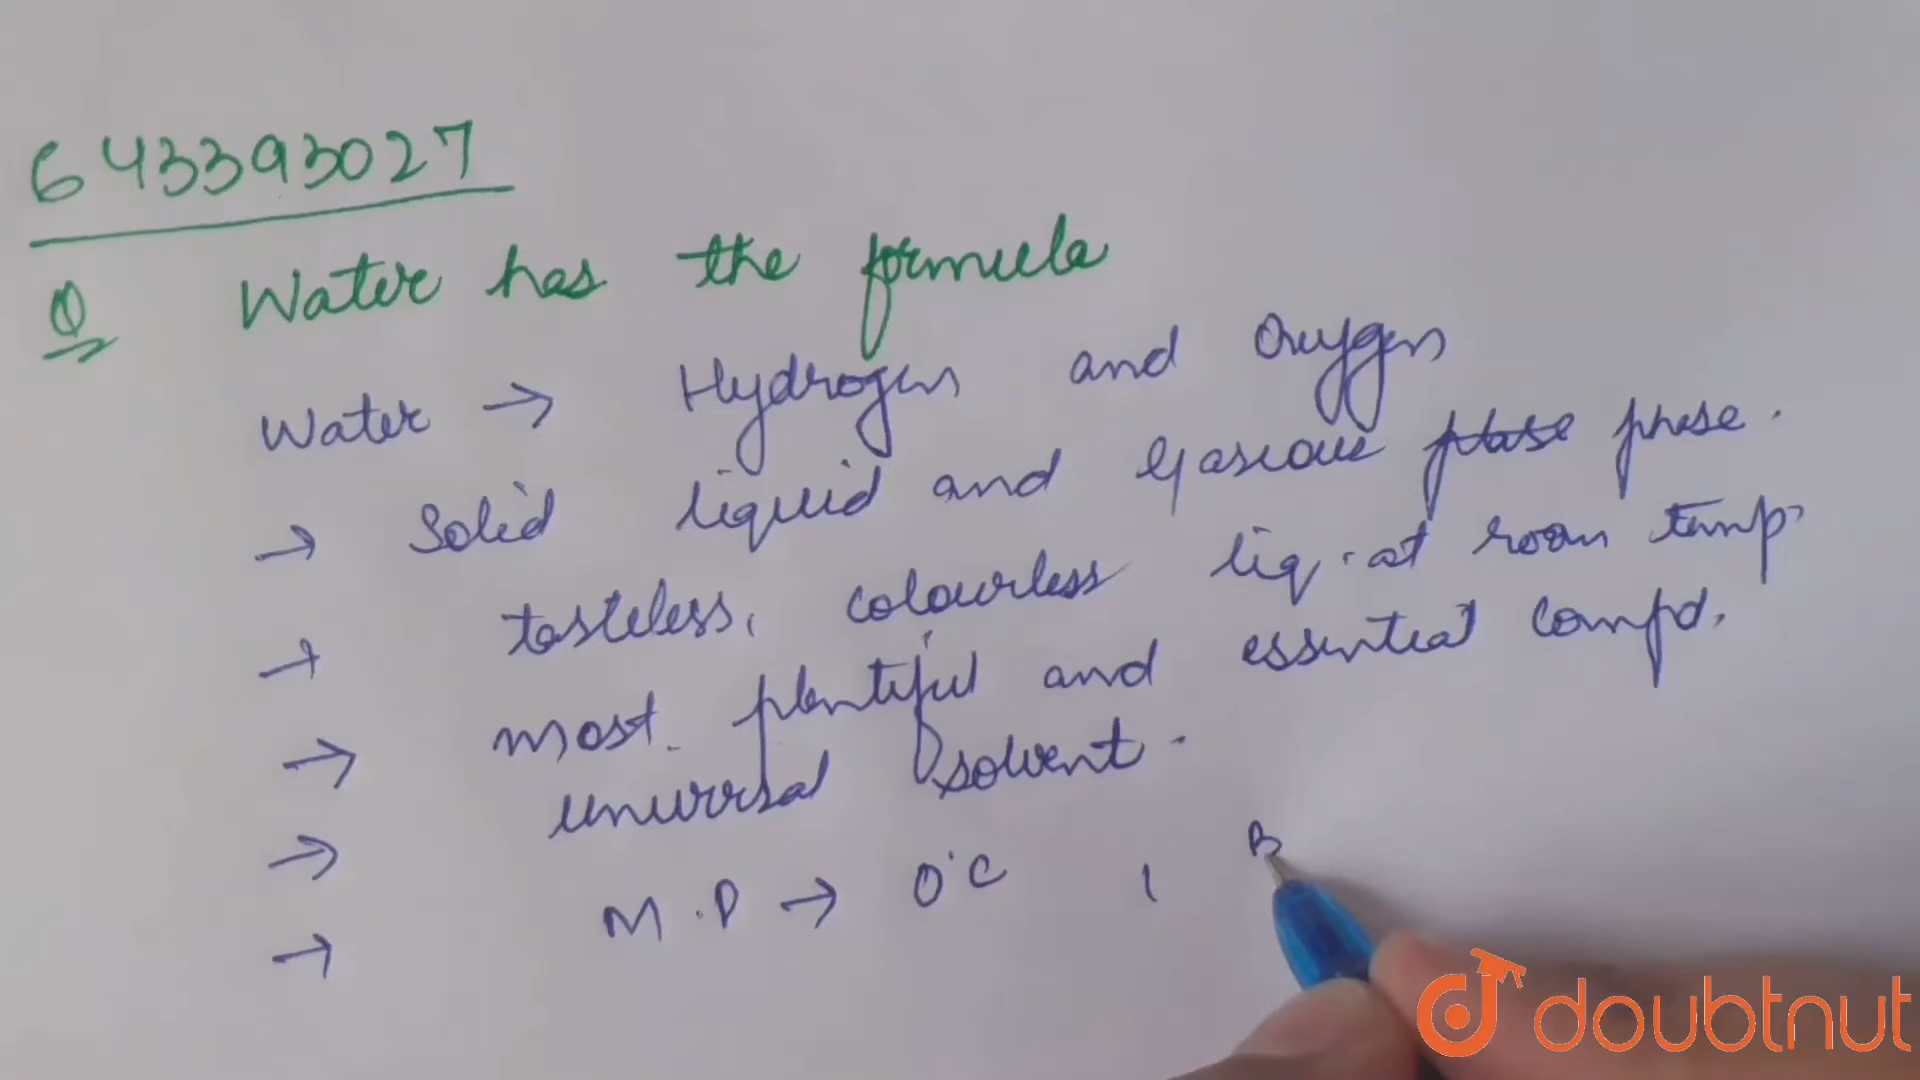 643393027
Q Water has the formula
Water → Hydrogen and Oxygen
→ Solid liquid and gaseous phase phase.
→ tasteless, colourless liq. at room temp.
→ most plentiful and essential compd.
→ universal solvent.
→ M.P → 0°C , B
doubtnut